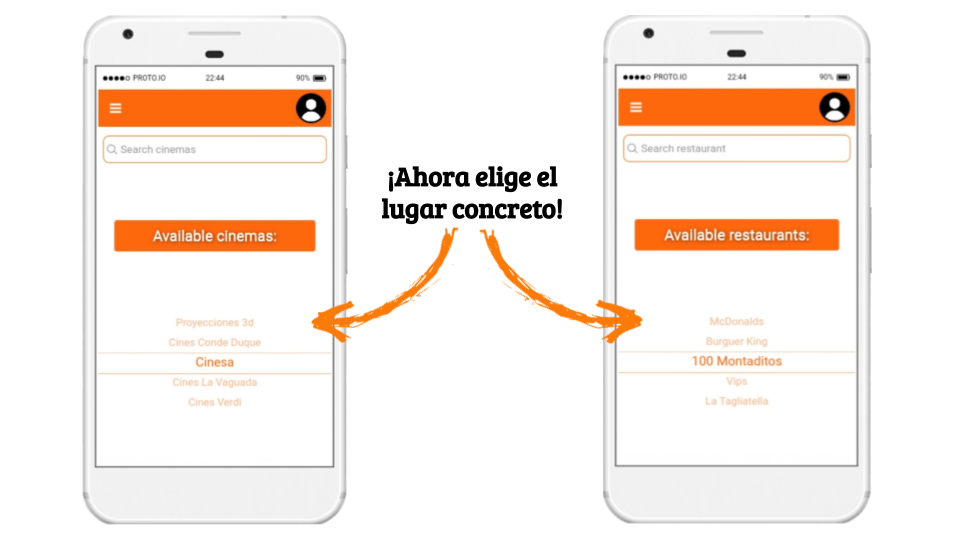 PROTO.IO 22:44 90%
Search cinemas
Available cinemas:
Proyecciones 3d
Cines Conde Duque
Cinesa
Cines La Vaguada
Cines Verdi
¡Ahora elige el
lugar concreto!
PROTO.IO 22:44 90%
Search restaurant
Available restaurants:
McDonalds
Burguer King
100 Montaditos
Vips
La Tagliatella